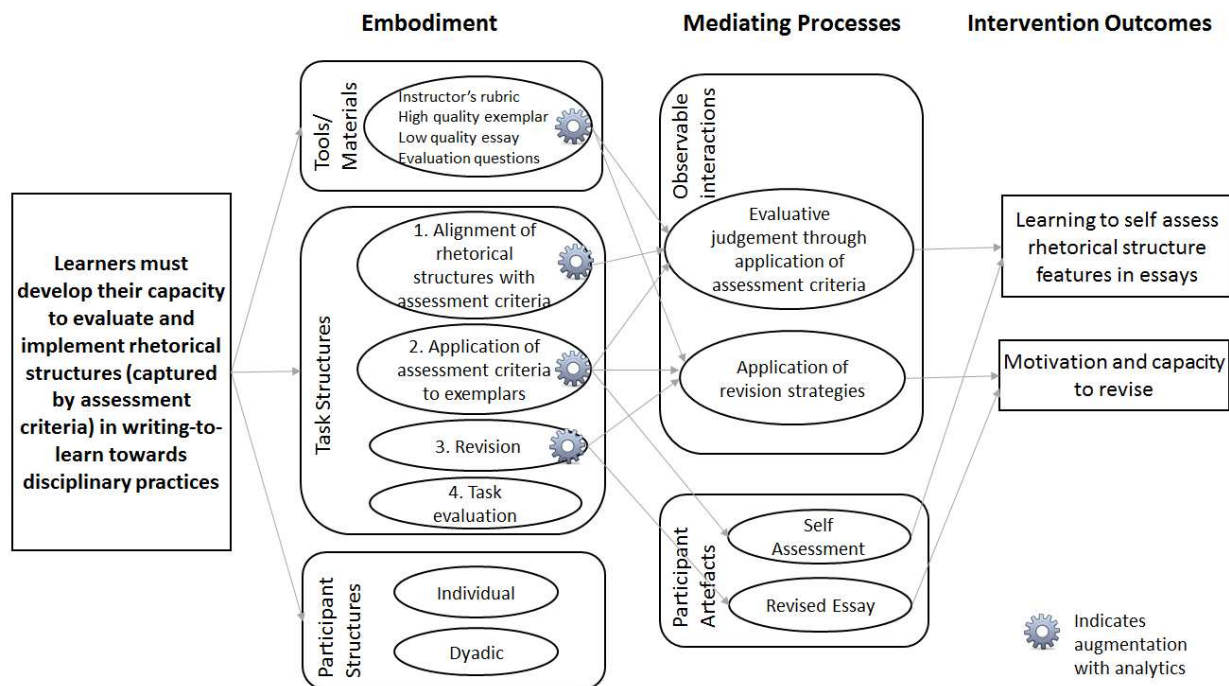 Embodiment
Mediating Processes
Intervention Outcomes
Learners must
develop their capacity
to evaluate and
implement rhetorical
structures (captured
by assessment
criteria) in writing-to-
learn towards
disciplinary practices
Tools/
Materials
Instructor's rubric
High quality exemplar
Low quality essay
Evaluation questions
Task Structures
1. Alignment of
rhetorical
structures with
assessment criteria
2. Application of
assessment criteria
to exemplars
3. Revision
4. Task
evaluation
Participant
Structures
Individual
Dyadic
Observable
interactions
Evaluative
judgement through
application of
assessment criteria
Application of
revision strategies
Participant
Artefacts
Self
Assessment
Revised Essay
Learning to self assess
rhetorical structure
features in essays
Motivation and capacity
to revise
Indicates
augmentation
with analytics